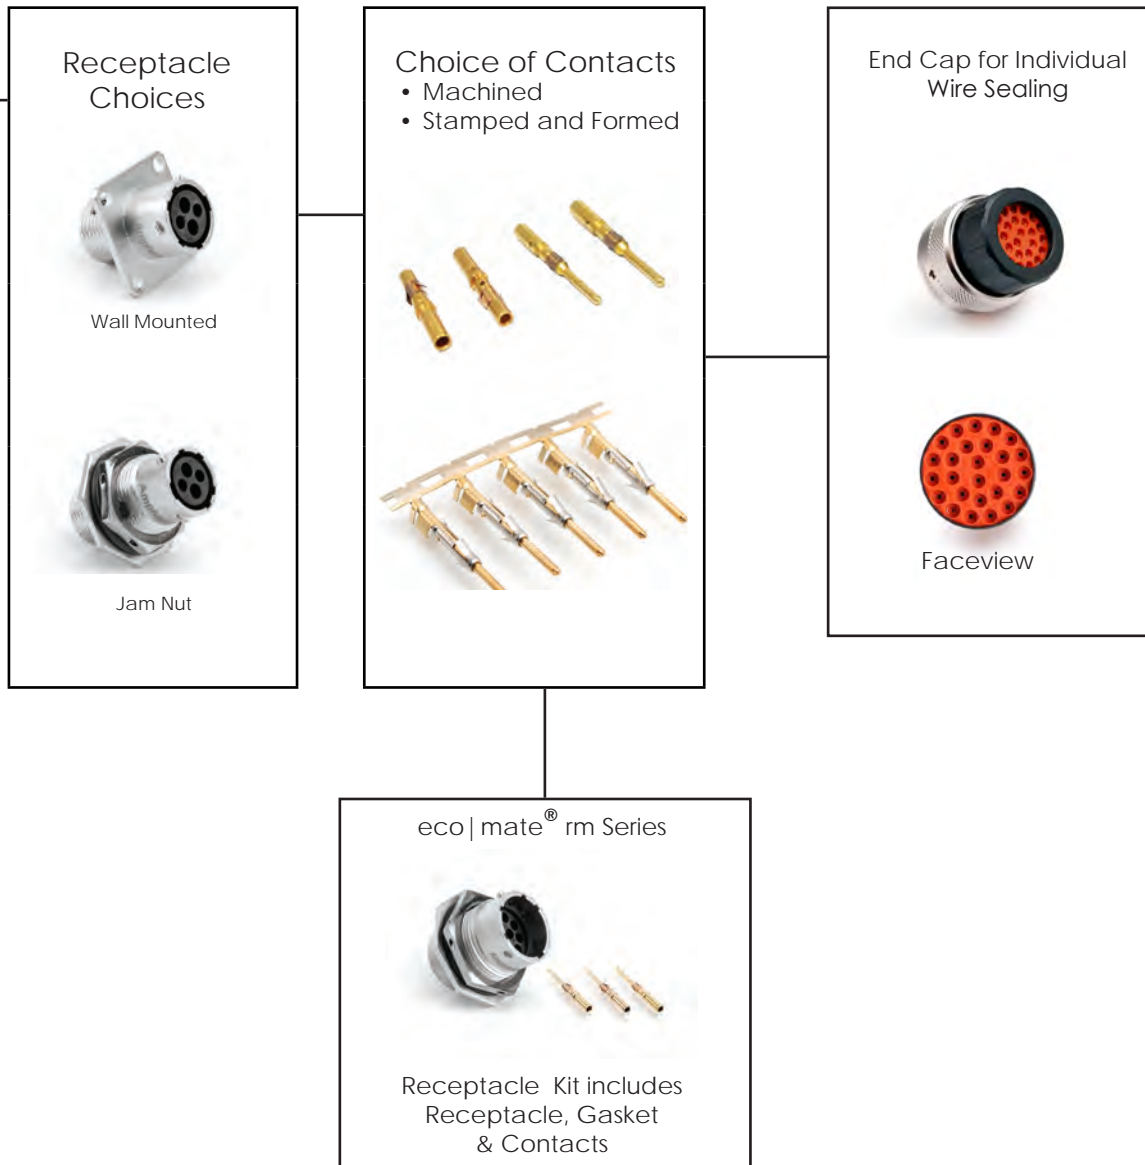 Receptacle
Choices
Wall Mounted
Jam Nut
Choice of Contacts
• Machined
• Stamped and Formed
End Cap for Individual
Wire Sealing
Faceview
eco|mate® rm Series
Receptacle Kit includes
Receptacle, Gasket
& Contacts